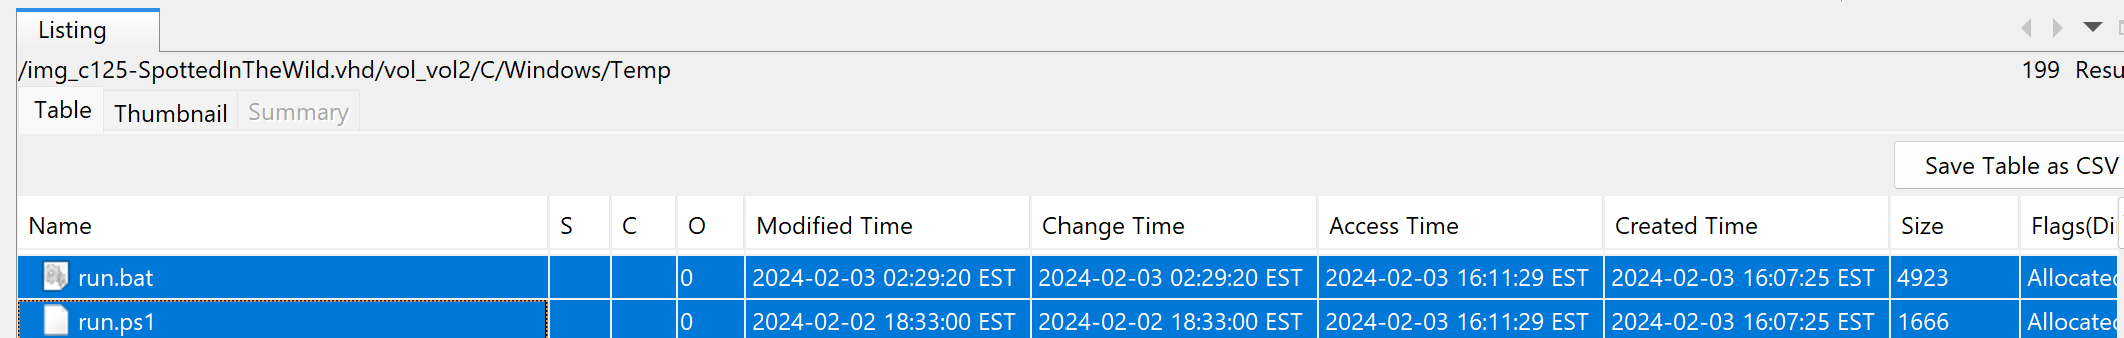 Listing
/img_c125-SpottedInTheWild.vhd/vol_vol2/C/Windows/Temp 199 Resu
Table Thumbnail Summary
Save Table as CSV
Name S C O Modified Time Change Time Access Time Created Time Size Flags(Di
run.bat 0 2024-02-03 02:29:20 EST 2024-02-03 02:29:20 EST 2024-02-03 16:11:29 EST 2024-02-03 16:07:25 EST 4923 Allocated
run.ps1 0 2024-02-02 18:33:00 EST 2024-02-02 18:33:00 EST 2024-02-03 16:11:29 EST 2024-02-03 16:07:25 EST 1666 Allocated